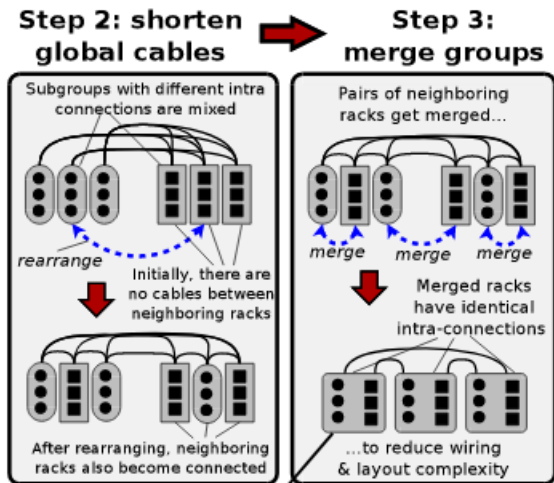 Step 2: shorten
global cables
Subgroups with different intra
connections are mixed
rearrange
Initially, there are
no cables between
neighboring racks
After rearranging, neighboring
racks also become connected
Step 3:
merge groups
Pairs of neighboring
racks get merged...
merge
merge
merge
Merged racks
have identical
intra-connections
...to reduce wiring
& layout complexity